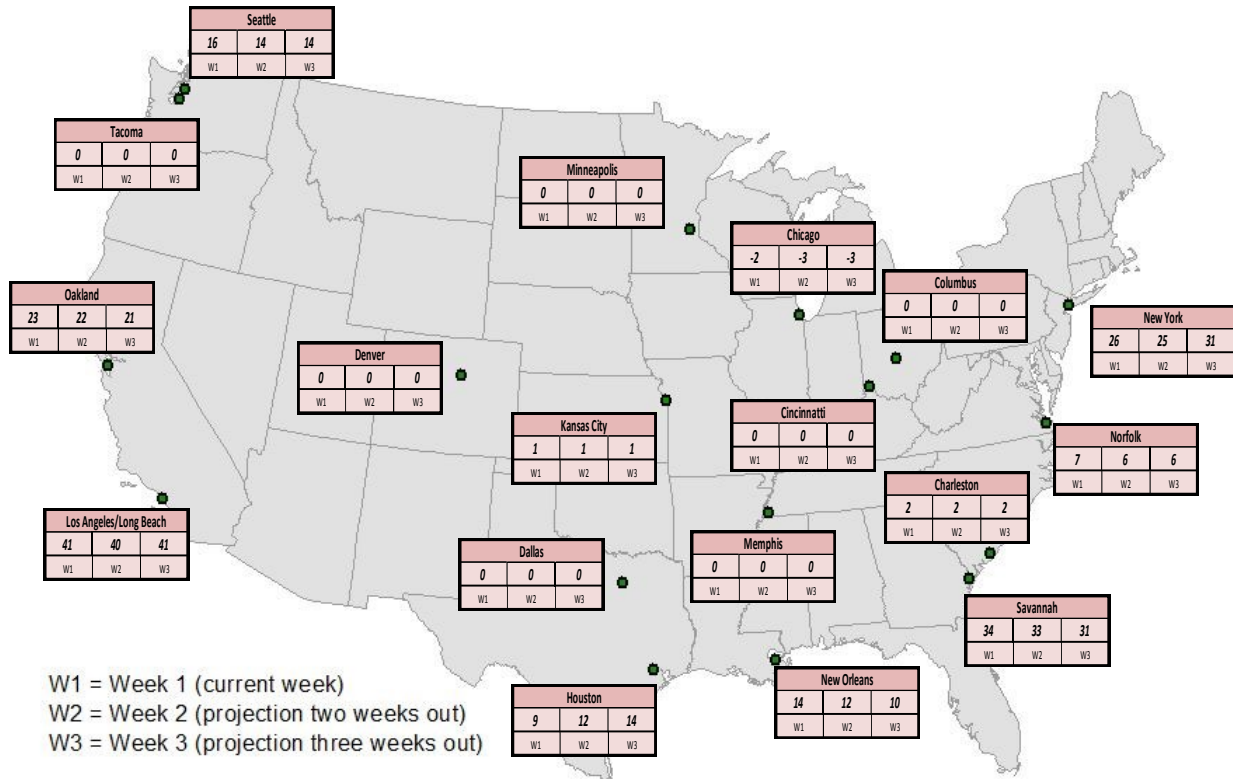 Seattle
16 14 14
W1 W2 W3
Tacoma
0 0 0
W1 W2 W3
Minneapolis
0 0 0
W1 W2 W3
Chicago
-2 -3 -3
W1 W2 W3
Columbus
0 0 0
W1 W2 W3
Oakland
23 22 21
W1 W2 W3
New York
26 25 31
W1 W2 W3
Denver
0 0 0
W1 W2 W3
Kansas City
1 1 1
W1 W2 W3
Cincinnatti
0 0 0
W1 W2 W3
Norfolk
7 6 6
W1 W2 W3
Charleston
2 2 2
W1 W2 W3
Los Angeles/Long Beach
41 40 41
W1 W2 W3
Dallas
0 0 0
W1 W2 W3
Memphis
0 0 0
W1 W2 W3
Savannah
34 33 31
W1 W2 W3
New Orleans
14 12 10
W1 W2 W3
Houston
9 12 14
W1 W2 W3
W1 = Week 1 (current week)
W2 = Week 2 (projection two weeks out)
W3 = Week 3 (projection three weeks out)